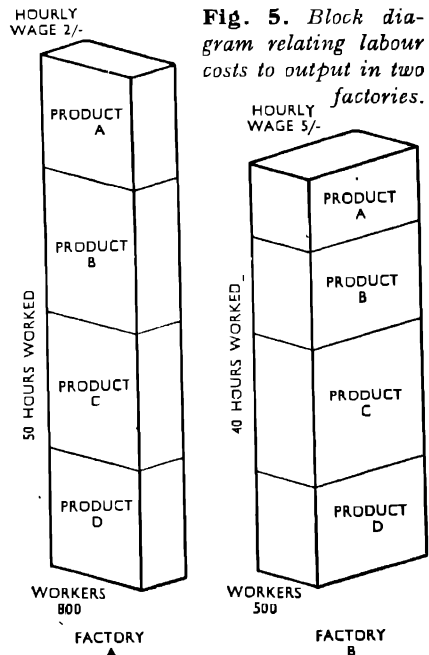 HOURLY
WAGE 2/-
Fig. 5. Block dia-
gram relating labour
costs to output in two
factories.
PRODUCT
A
PRODUCT
B
PRODUCT
C
PRODUCT
D
50 HOURS WORKED
WORKERS
800
FACTORY
A
HOURLY
WAGE 5/-
PRODUCT
A
PRODUCT
B
PRODUCT
C
PRODUCT
D
40 HOURS WORKED
WORKERS
500
FACTORY
B